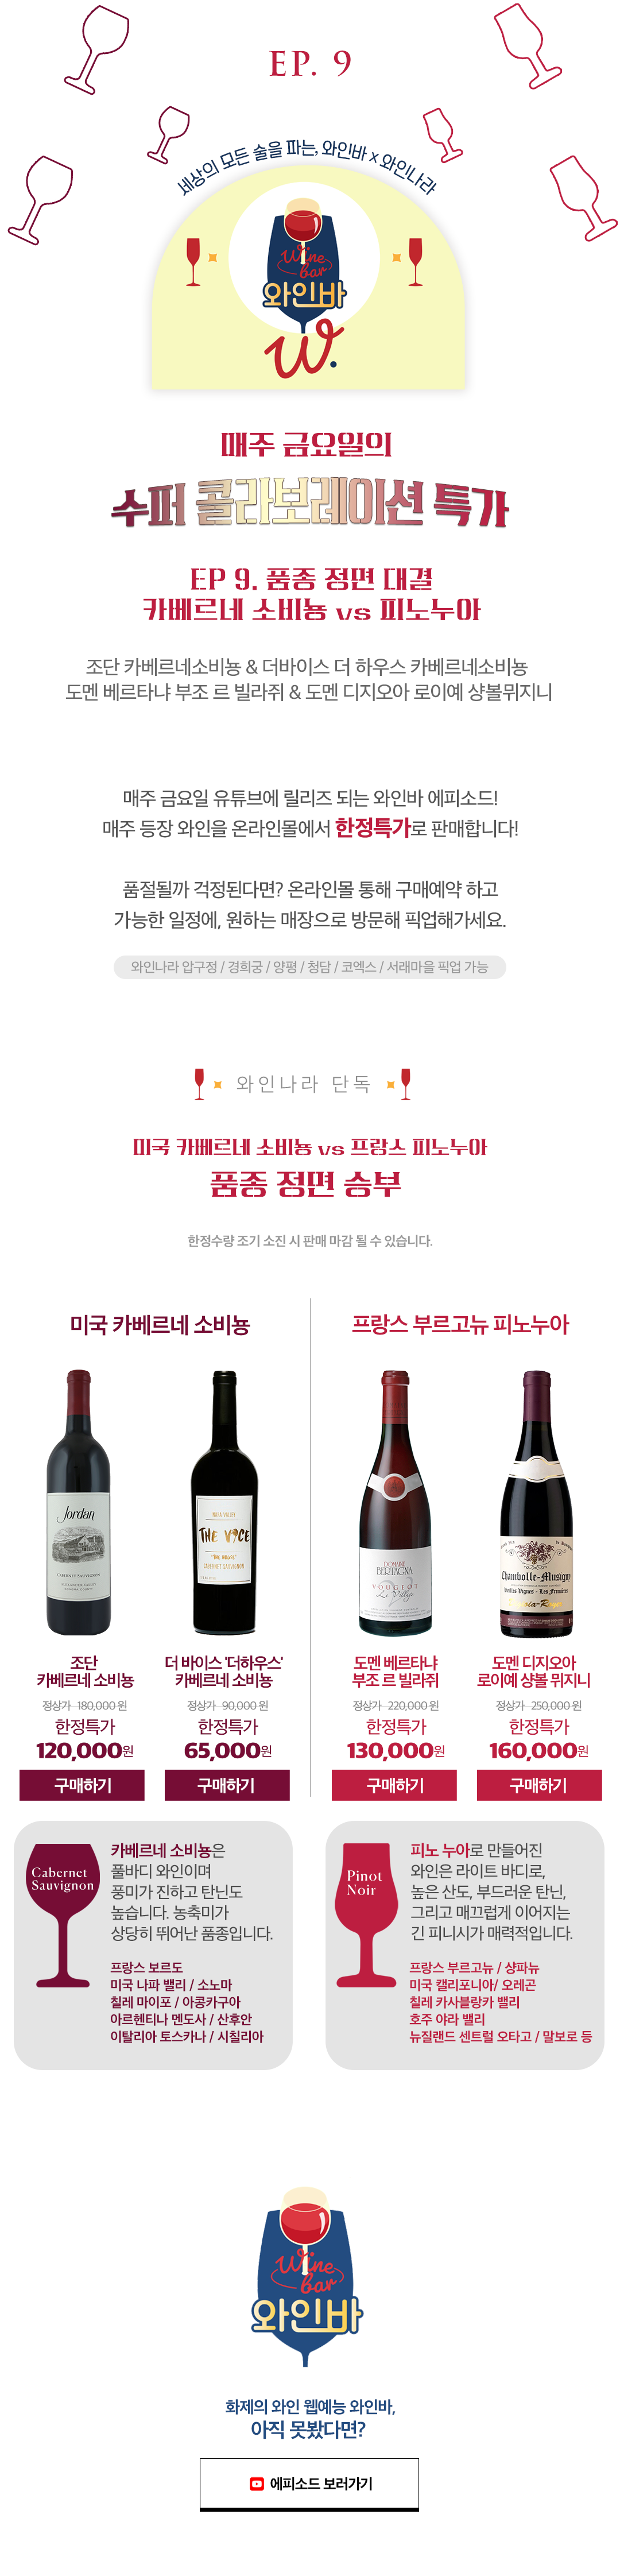 EP. 9
세상의 모든 술을 파는, 와인바 x 와인나라
Wine
bar
와인바
w.
매주 금요일의
수퍼 콜라보레이션 특가
EP 9. 품종 정면 대결
카베르네 소비뇽 vs 피노누아
조단 카베르네소비뇽 & 더바이스 더 하우스 카베르네소비뇽
도멘 베르타냐 부조 르 빌라쥐 & 도멘 디지오아 로이예 샹볼뮈지니
매주 금요일 유튜브에 릴리즈 되는 와인바 에피소드!
매주 등장 와인을 온라인몰에서 한정특가로 판매합니다!
품절될까 걱정된다면? 온라인몰 통해 구매예약 하고
가능한 일정에, 원하는 매장으로 방문해 픽업해가세요.
와인나라 압구정 / 경희궁 / 양평 / 청담 / 코엑스 / 서래마을 픽업 가능
와인나라 단독
미국 카베르네 소비뇽 vs 프랑스 피노누아
품종 정면 승부
한정수량 조기 소진 시 판매 마감 될 수 있습니다.
미국 카베르네 소비뇽
Jordan
CABERNET SAUVIGNON
ALEXANDER VALLEY
NAPA VALLEY
THE VICE
"THE HOUSE"
CABERNET SAUVIGNON
조단
카베르네 소비뇽
정상가 180,000 원
한정특가
120,000원
구매하기
더 바이스 '더하우스'
카베르네 소비뇽
정상가 90,000 원
한정특가
65,000원
구매하기
프랑스 부르고뉴 피노누아
DOMAINE
BERTAGNA
VOUGEOT
Le Village
Chambolle-Musigny
Vieilles Vignes - Les Fremières
도멘 베르타냐
부조 르 빌라쥐
정상가 220,000 원
한정특가
130,000원
구매하기
도멘 디지오아
로이예 샹볼 뮈지니
정상가 250,000 원
한정특가
160,000원
구매하기
Cabernet
Sauvignon
카베르네 소비뇽은
풀바디 와인이며
풍미가 진하고 탄닌도
높습니다. 농축미가
상당히 뛰어난 품종입니다.
프랑스 보르도
미국 나파 밸리 / 소노마
칠레 마이포 / 아콩카구아
아르헨티나 멘도사 / 산후안
이탈리아 토스카나 / 시칠리아
Pinot
Noir
피노 누아로 만들어진
와인은 라이트 바디로,
높은 산도, 부드러운 탄닌,
그리고 매끄럽게 이어지는
긴 피니시가 매력적입니다.
프랑스 부르고뉴 / 샹파뉴
미국 캘리포니아/ 오레곤
칠레 카사블랑카 밸리
호주 야라 밸리
뉴질랜드 센트럴 오타고 / 말보로 등
Wine
bar
와인바
화제의 와인 웹예능 와인바,
아직 못봤다면?
에피소드 보러가기